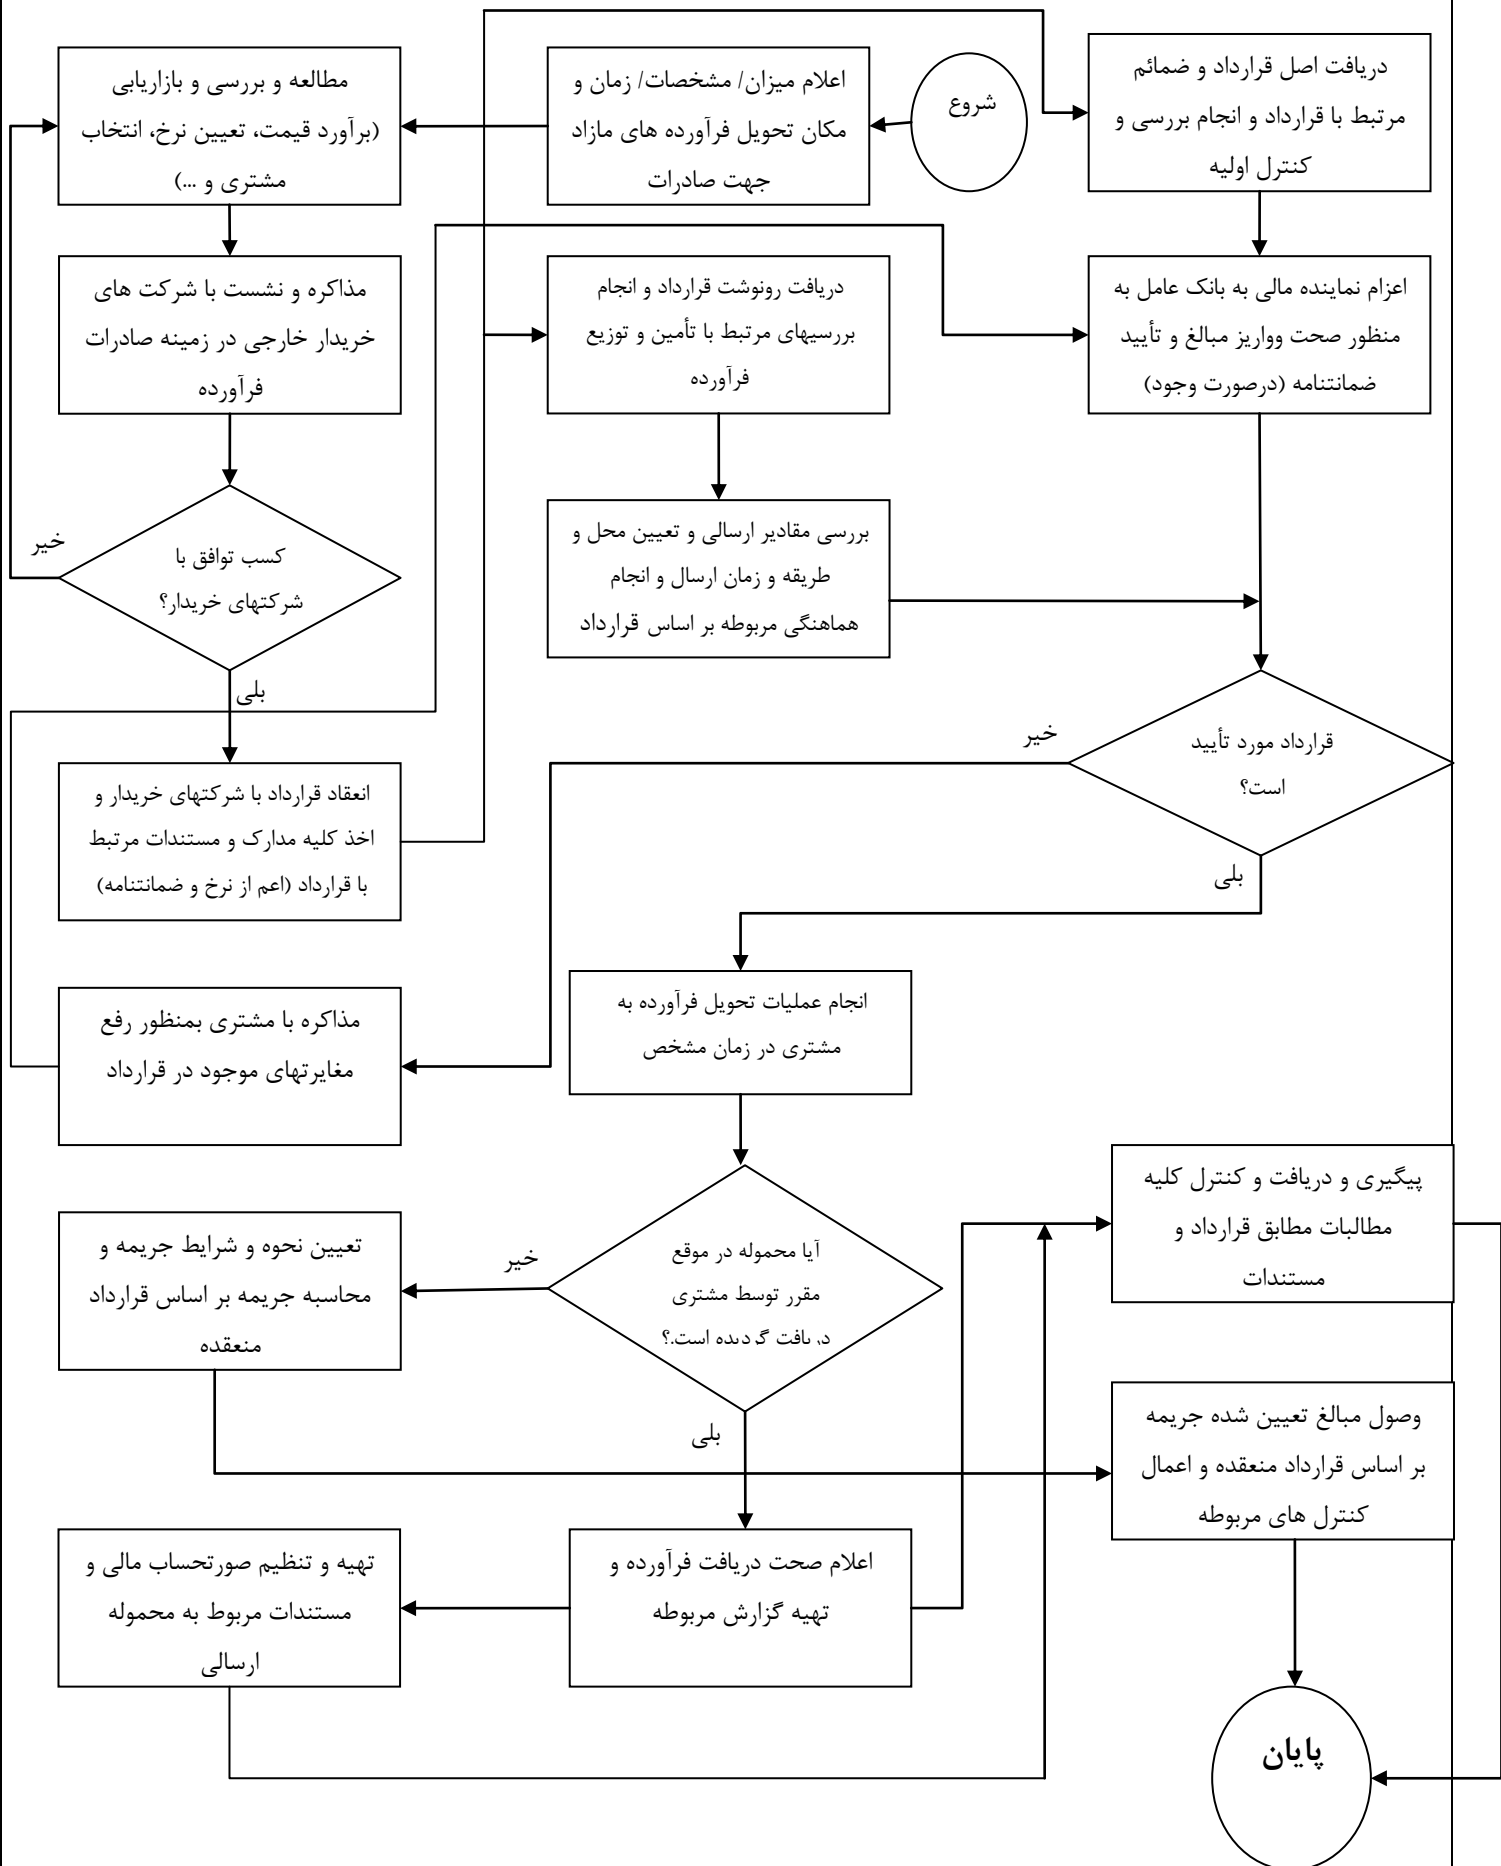 دریافت اصل قرارداد و ضمائم
مرتبط با قرارداد و انجام بررسی و
کنترل اولیه
شروع
اعلام میزان/ مشخصات/ زمان و
مکان تحویل فرآورده های مازاد
جهت صادرات
مطالعه و بررسی و بازاریابی
(برآورد قیمت، تعیین نرخ، انتخاب
مشتری و ...)
اعزام نماینده مالی به بانک عامل به
منظور صحت وواریز مبالغ و تأیید
ضمانتنامه (درصورت وجود)
دریافت رونوشت قرارداد و انجام
بررسیهای مرتبط با تأمین و توزیع
فرآورده
مذاکره و نشست با شرکت های
خریدار خارجی در زمینه صادرات
فرآورده
بررسی مقادیر ارسالی و تعیین محل و
طریقه و زمان ارسال و انجام
هماهنگی مربوطه بر اساس قرارداد
خیر
کسب توافق با
شرکتهای خریدار؟
بلی
قرارداد مورد تأیید
است؟
خیر
بلی
انعقاد قرارداد با شرکتهای خریدار و
اخذ کلیه مدارک و مستندات مرتبط
با قرارداد (اعم از نرخ و ضمانتنامه)
انجام عملیات تحویل فرآورده به
مشتری در زمان مشخص
مذاکره با مشتری بمنظور رفع
مغایرتهای موجود در قرارداد
پیگیری و دریافت و کنترل کلیه
مطالبات مطابق قرارداد و
مستندات
آیا محموله در موقع
مقرر توسط مشتری
دریافت گردیده است.؟
خیر
بلی
تعیین نحوه و شرایط جریمه و
محاسبه جریمه بر اساس قرارداد
منعقده
وصول مبالغ تعیین شده جریمه
بر اساس قرارداد منعقده و اعمال
کنترل های مربوطه
اعلام صحت دریافت فرآورده و
تهیه گزارش مربوطه
تهیه و تنظیم صورتحساب مالی و
مستندات مربوط به محموله
ارسالی
پایان